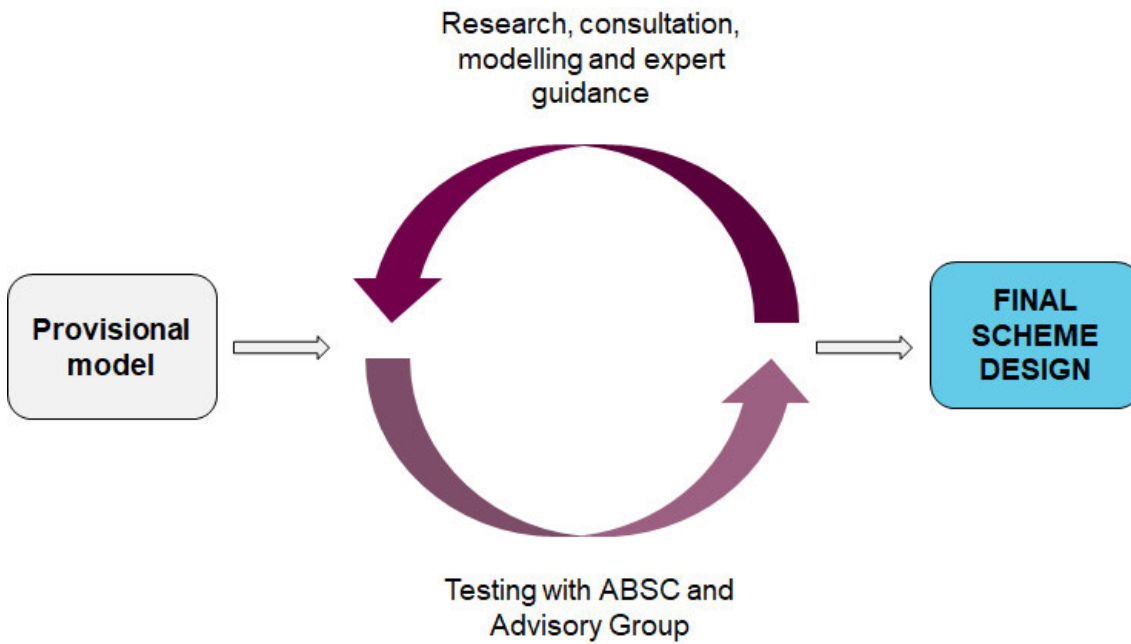 Research, consultation,
modelling and expert
guidance
Provisional
model
FINAL
SCHEME
DESIGN
Testing with ABSC and
Advisory Group